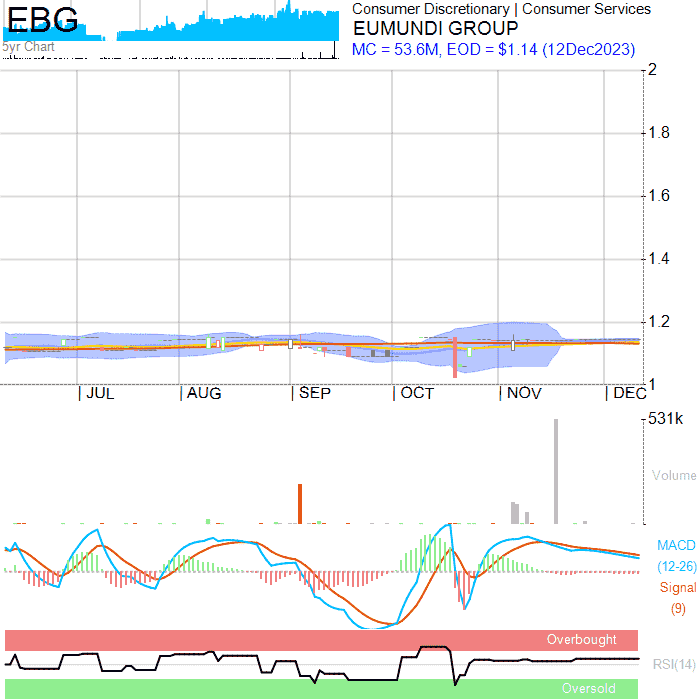 EBG
5yr Chart
Consumer Discretionary | Consumer Services
EUMUNDI GROUP
MC = 53.6M, EOD = $1.14 (12Dec2023)
2
1.8
1.6
1.4
1.2
1
JUL AUG SEP OCT NOV DEC
531k
Volume
MACD
(12-26)
Signal
(9)
Overbought
RSI(14)
Oversold